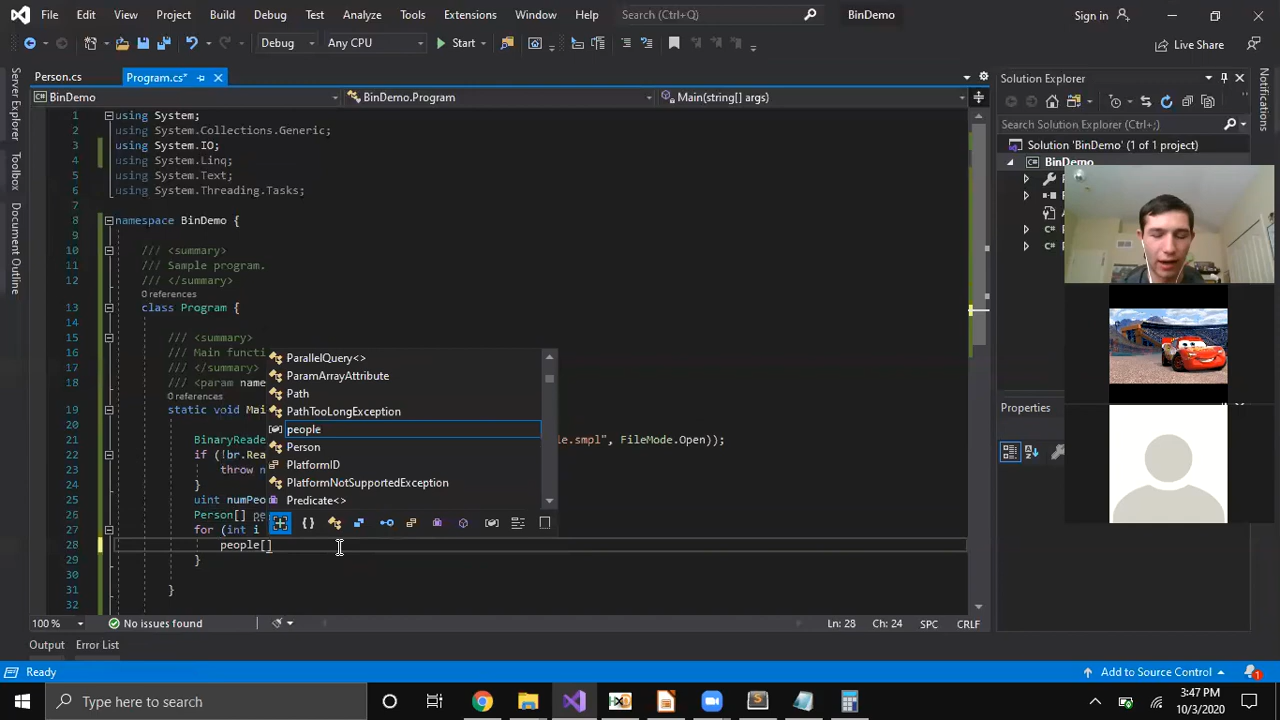 File Edit View Project Build Debug Test Analyze Tools Extensions Window Help Search (Ctrl+Q) BinDemo Sign in
Debug Any CPU Start Live Share
Person.cs Program.cs*
BinDemo BinDemo.Program Main(string[] args)
Server Explorer
Toolbox
Document Outline
1 using System;
2 using System.Collections.Generic;
3 using System.IO;
4 using System.Linq;
5 using System.Text;
6 using System.Threading.Tasks;
7
8 namespace BinDemo {
9
10 /// <summary>
11 /// Sample program.
12 /// </summary>
0 references
13 class Program {
14
15 /// <summary>
16 /// Main functi
17 /// </summary>
18 /// <param name
0 references
19 static void Mai
20
21 BinaryReade le.smpl", FileMode.Open));
22 if (!br.Rea
23 throw n
24 }
25 uint numPeo
26 Person[] pe
27 for (int i
28 people[]
29 }
30
31 }
32
ParallelQuery<>
ParamArrayAttribute
Path
PathTooLongException
people
Person
PlatformID
PlatformNotSupportedException
Predicate<>
Solution Explorer
Search Solution Explorer (Ctrl+;)
Solution 'BinDemo' (1 of 1 project)
BinDemo
Properties
Notifications
100 % No issues found Ln: 28 Ch: 24 SPC CRLF
Output Error List
Ready Add to Source Control 1
Type here to search
3:47 PM
10/3/2020